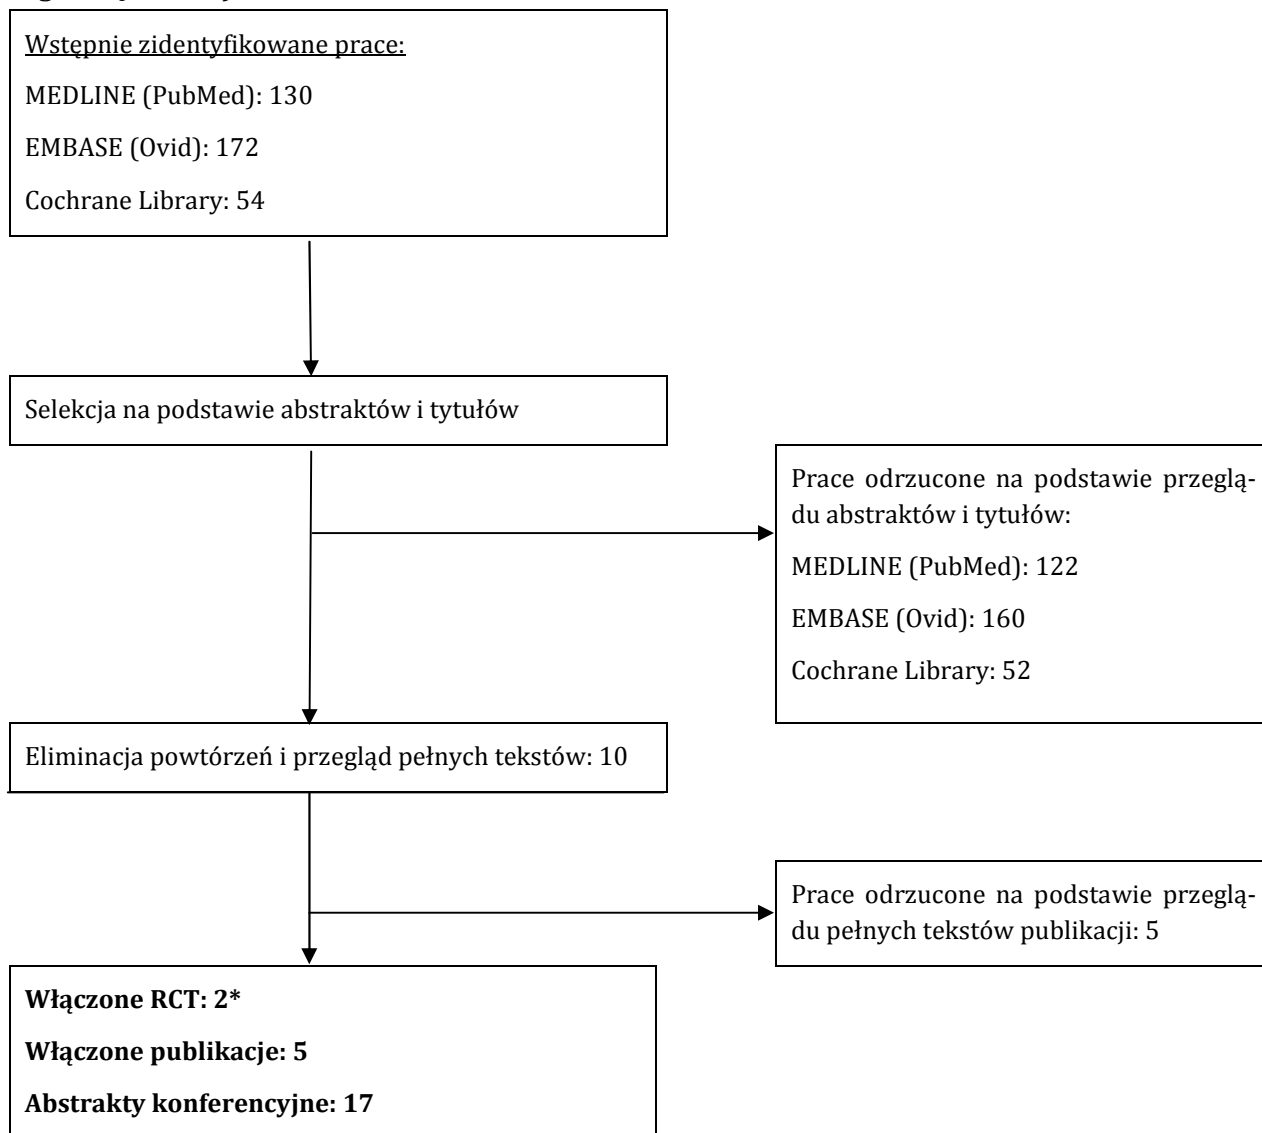 Wstępnie zidentyfikowane prace:
MEDLINE (PubMed): 130
EMBASE (Ovid): 172
Cochrane Library: 54
Selekcja na podstawie abstraktów i tytułów
Prace odrzucone na podstawie przeglą-
du abstraktów i tytułów:
MEDLINE (PubMed): 122
EMBASE (Ovid): 160
Cochrane Library: 52
Eliminacja powtórzeń i przegląd pełnych tekstów: 10
Prace odrzucone na podstawie przeglą-
du pełnych tekstów publikacji: 5
Włączone RCT: 2*
Włączone publikacje: 5
Abstrakty konferencyjne: 17